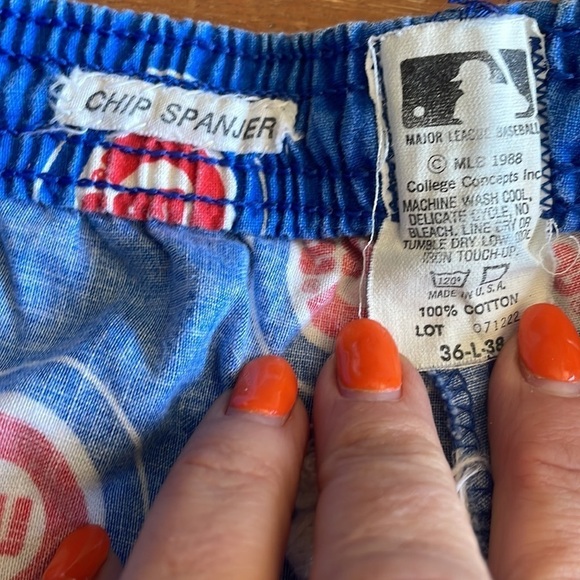 CHIP SPANJER
MAJOR LEAGUE BASEBALL
© MLB 1988
College Concepts Inc
MACHINE WASH COOL,
DELICATE CYCLE, NO
BLEACH. LINE DRY OR
TUMBLE DRY LOW
IRON TOUCH-UP.
120°
MADE IN U.S.A.
100% COTTON
LOT 071222
36-L-38